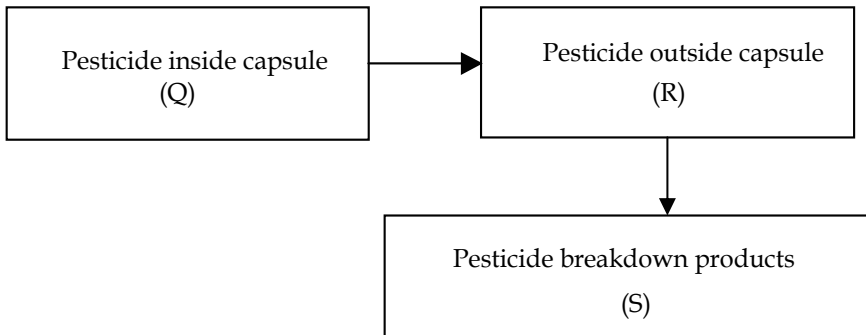 Pesticide inside capsule
(Q)
Pesticide outside capsule
(R)
Pesticide breakdown products
(S)